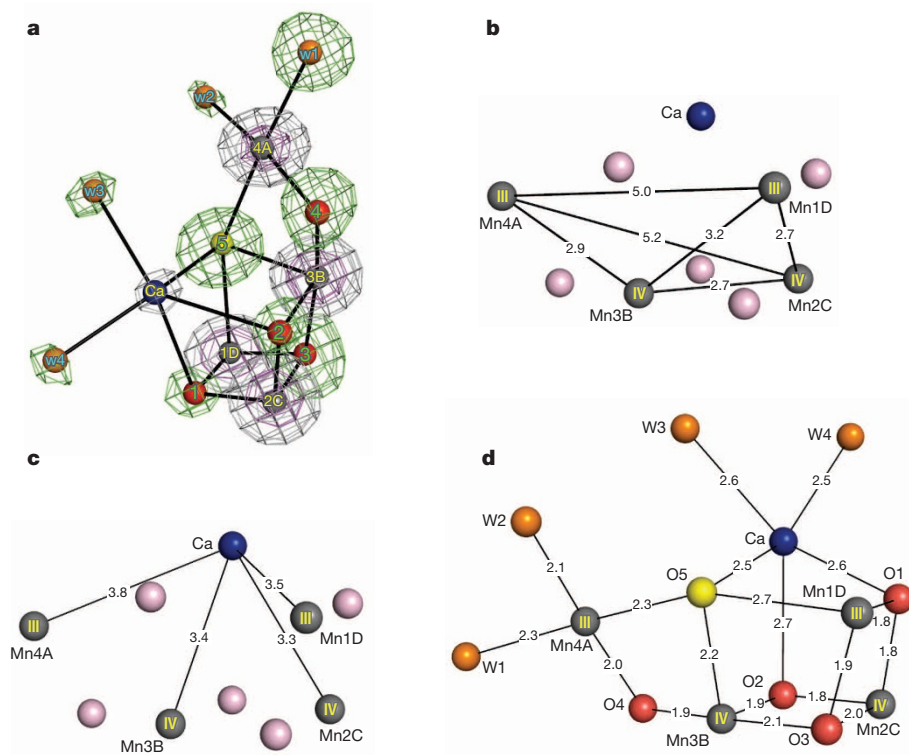 a
w1
w2
4A
w3
4
5
3B
Ca
2
1D
3
w4
1
2C
b
Ca
III
5.0
III'
Mn4A
Mn1D
2.9
5.2
3.2
2.7
IV
2.7
IV
Mn3B
Mn2C
c
Ca
3.8
3.5
III
III'
Mn4A
3.4
3.3
Mn1D
IV
IV
Mn3B
Mn2C
d
W3
W4
2.6
2.5
W2
Ca
2.1
O5
2.5
2.6
O1
Mn1D
2.3
2.7
III
III'
1.8
W1
2.3
Mn4A
2.7
2.2
1.8
2.0
1.9
O2
O4
1.9
IV
1.9
1.8
IV
Mn3B
2.1
O3
2.0
Mn2C